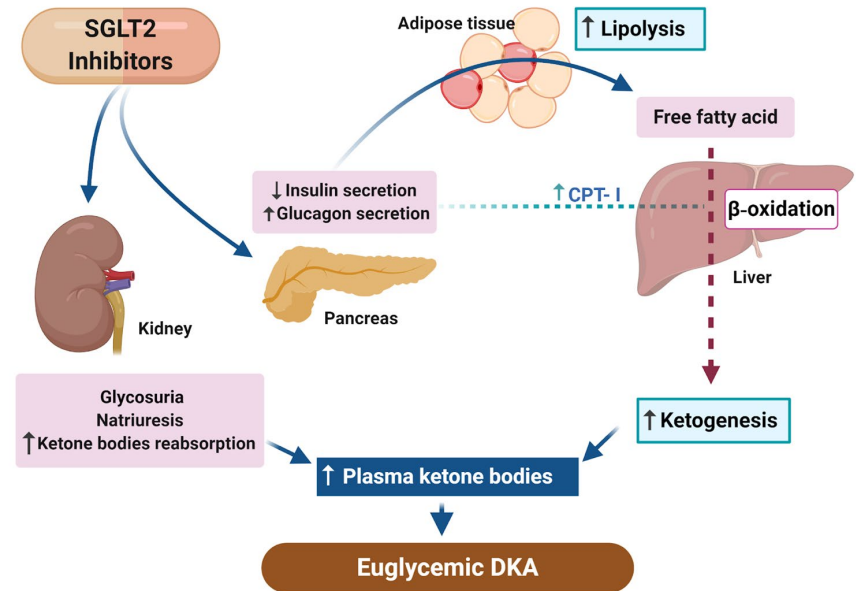 SGLT2
Inhibitors
Adipose tissue
↑ Lipolysis
Free fatty acid
↓ Insulin secretion
↑ Glucagon secretion
↑ CPT- I
β-oxidation
Liver
Pancreas
Kidney
Glycosuria
Natriuresis
↑ Ketone bodies reabsorption
↑ Ketogenesis
↑ Plasma ketone bodies
Euglycemic DKA